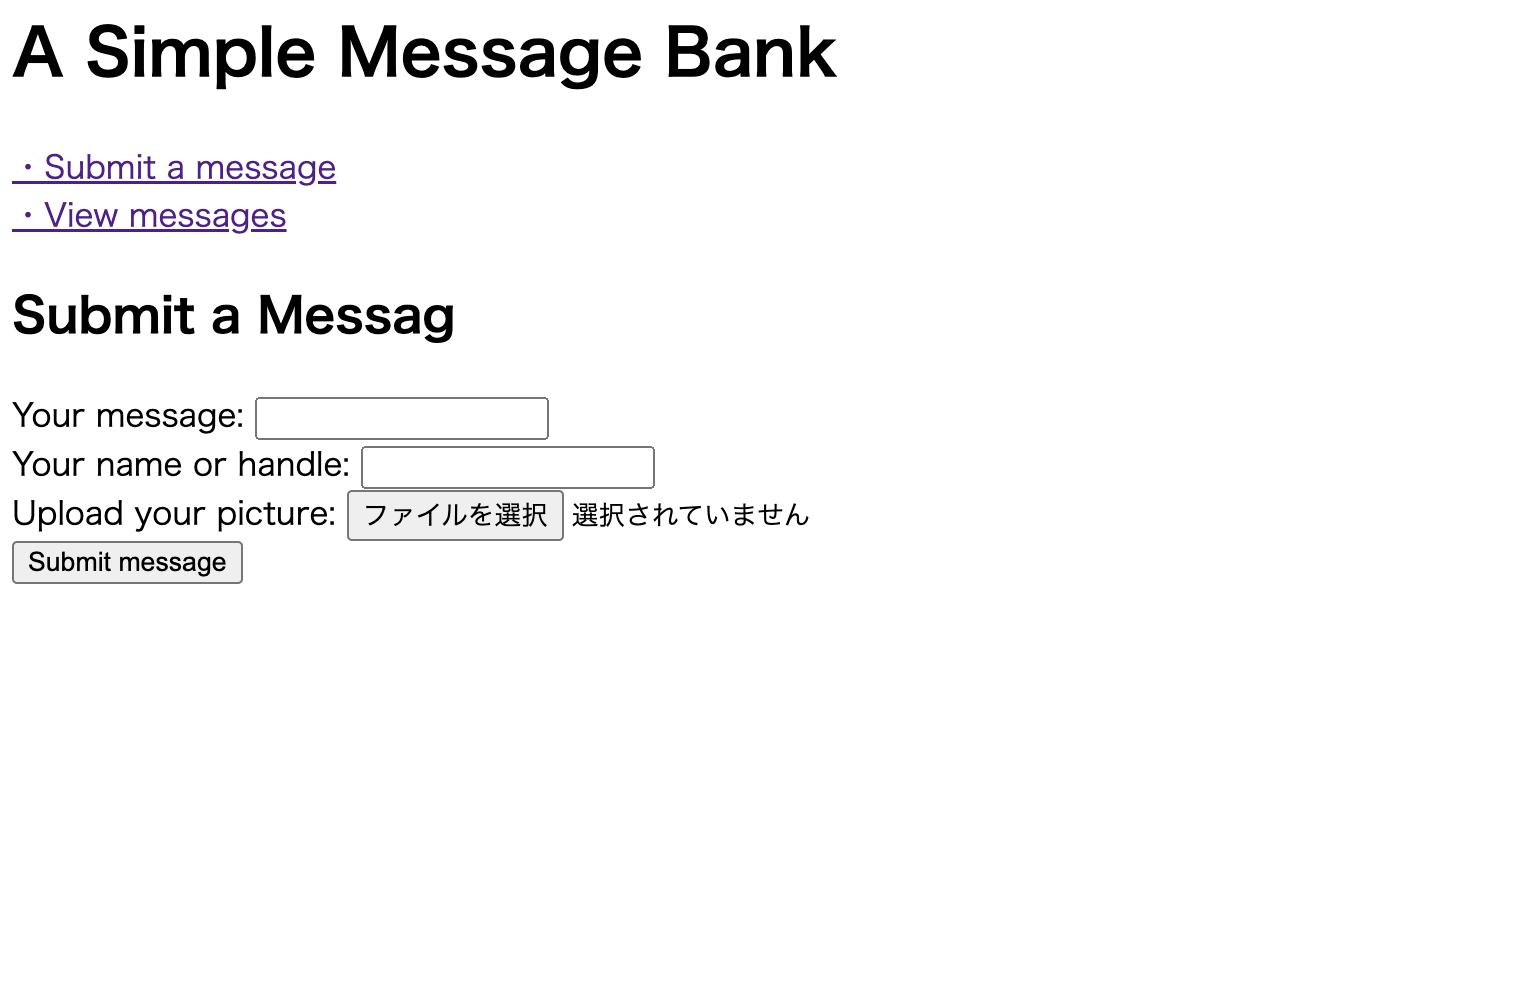 A Simple Message Bank
・Submit a message
・View messages
Submit a Messag
Your message:
Your name or handle:
Upload your picture: ファイルを選択 選択されていません
Submit message